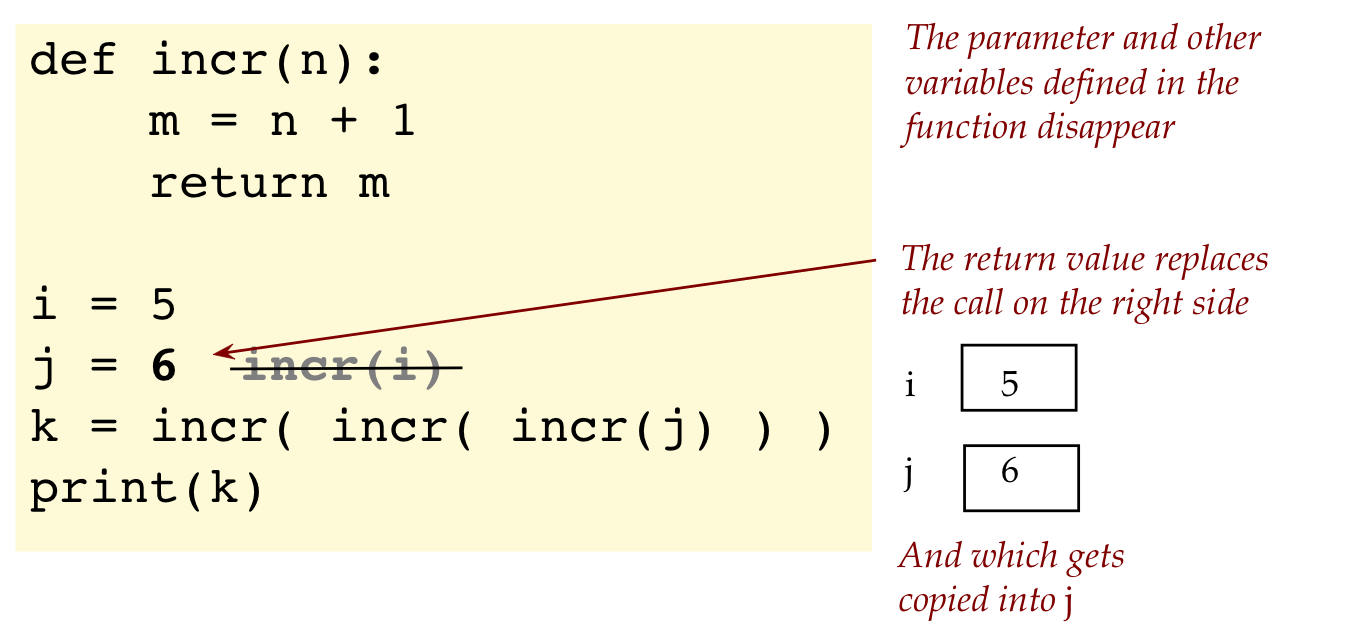 def incr(n):
    m = n + 1
    return m
i = 5
j = 6 incr(i)
k = incr( incr( incr(j) ) )
print(k)
The parameter and other
variables defined in the
function disappear
The return value replaces
the call on the right side
i 5
j 6
And which gets
copied into j